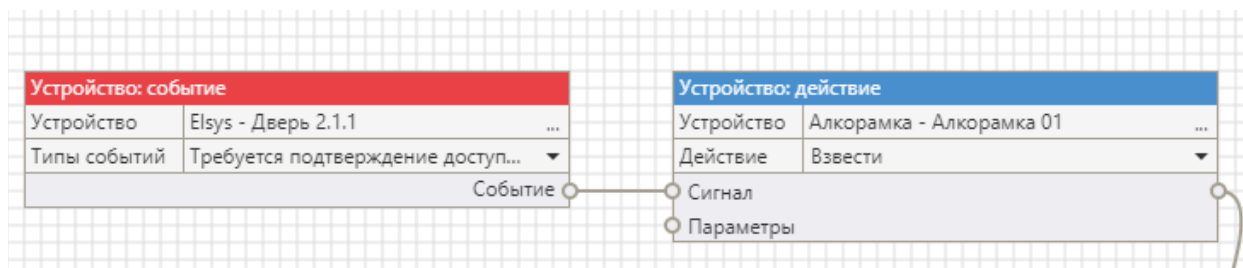 Устройство: событие
Устройство Elsys - Дверь 2.1.1 ...
Типы событий Требуется подтверждение доступ...
Событие
Устройство: действие
Устройство Алкорамка - Алкорамка 01 ...
Действие Взвести
Сигнал
Параметры